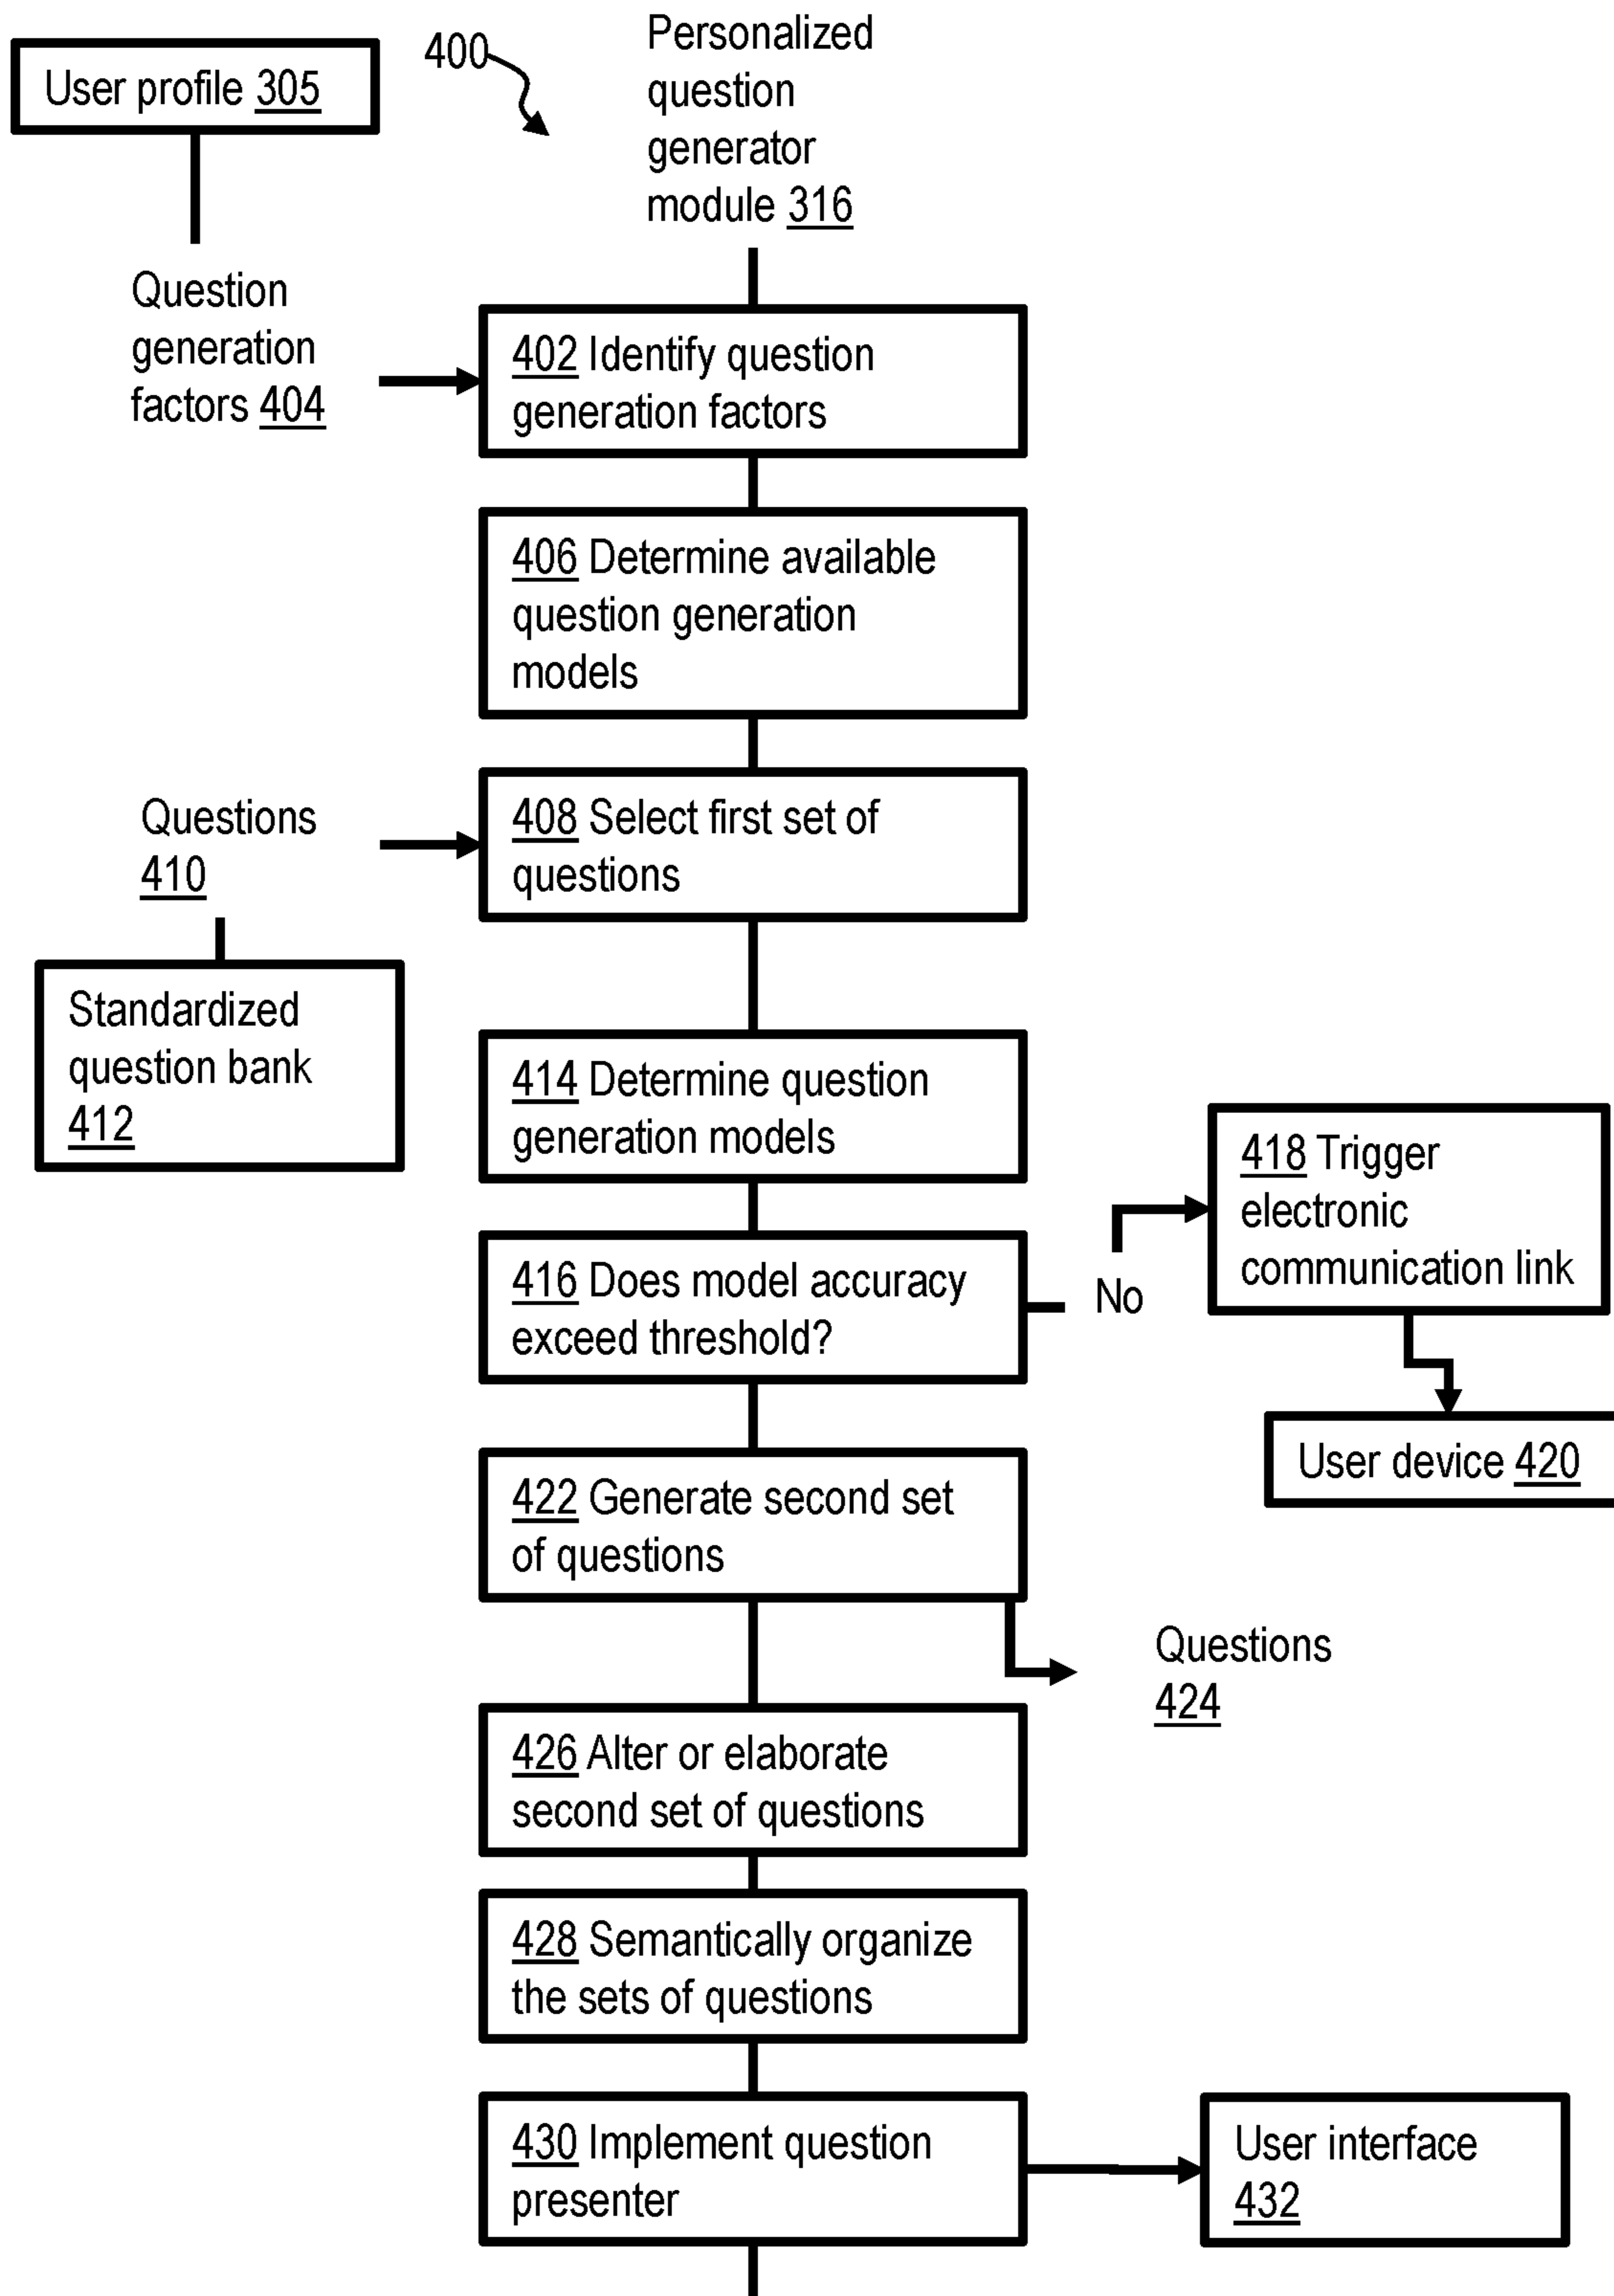 User profile 305
400
Personalized
question
generator
module 316
Question
generation
factors 404
402 Identify question
generation factors
406 Determine available
question generation
models
Questions
410
408 Select first set of
questions
Standardized
question bank
412
414 Determine question
generation models
418 Trigger
electronic
communication link
416 Does model accuracy
exceed threshold?
No
User device 420
422 Generate second set
of questions
Questions
424
426 Alter or elaborate
second set of questions
428 Semantically organize
the sets of questions
430 Implement question
presenter
User interface
432